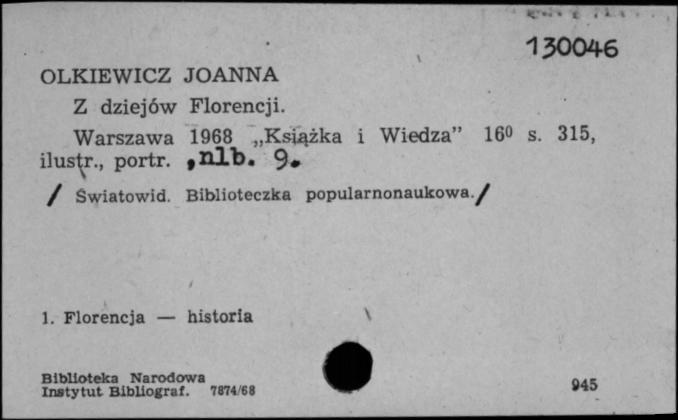 130046
OLKIEWICZ JOANNA
Z dziejów Florencji.
Warszawa 1968 „Książka i Wiedza” 16⁰ s. 315,
ilustr., portr. , nlb. 9.
/ Światowid. Biblioteczka popularnonaukowa./
1. Florencja — historia
Biblioteka Narodowa
Instytut Bibliograf. 7874/68
945